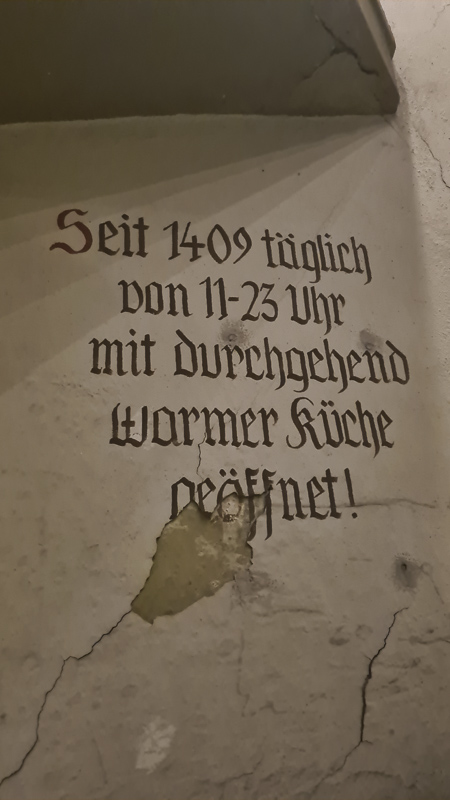 Seit 1409 täglich
von 11-23 Uhr
mit durchgehend
warmer Küche
geöffnet!